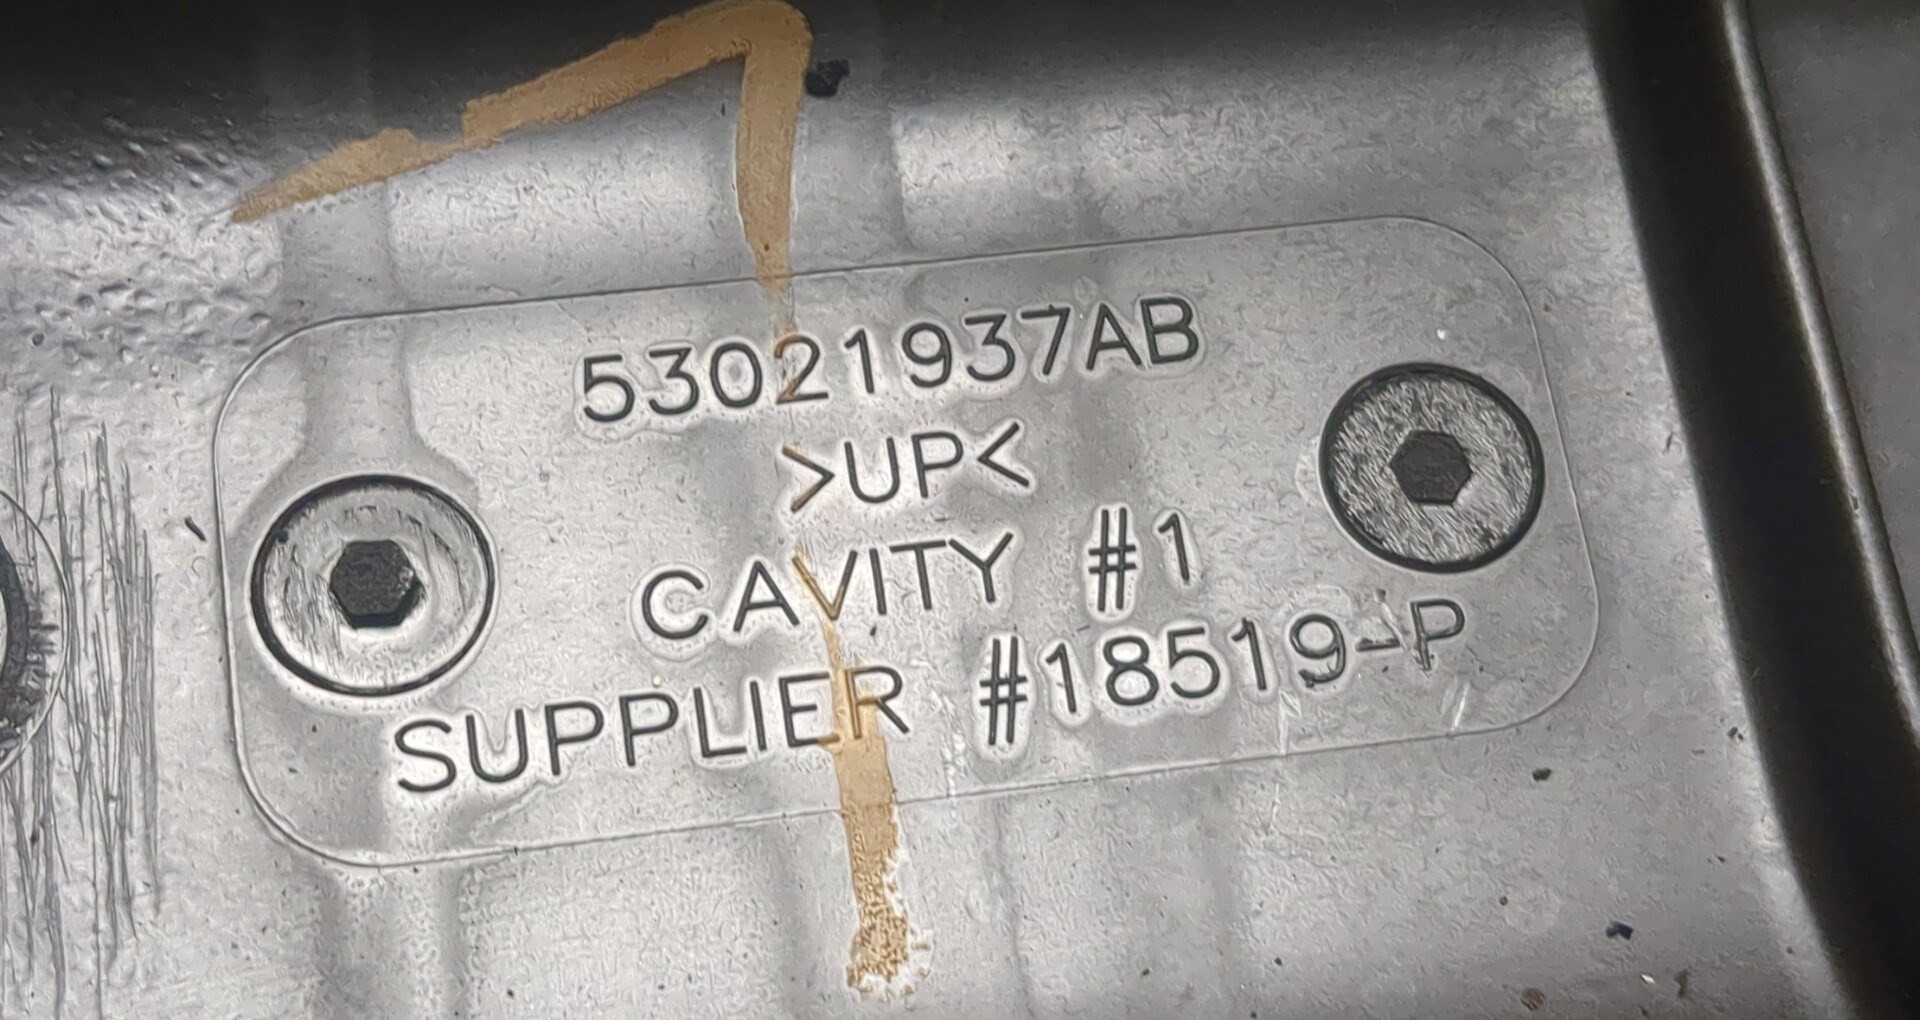 53021937AB
>UP<
CAVITY #1
SUPPLIER #18519-P